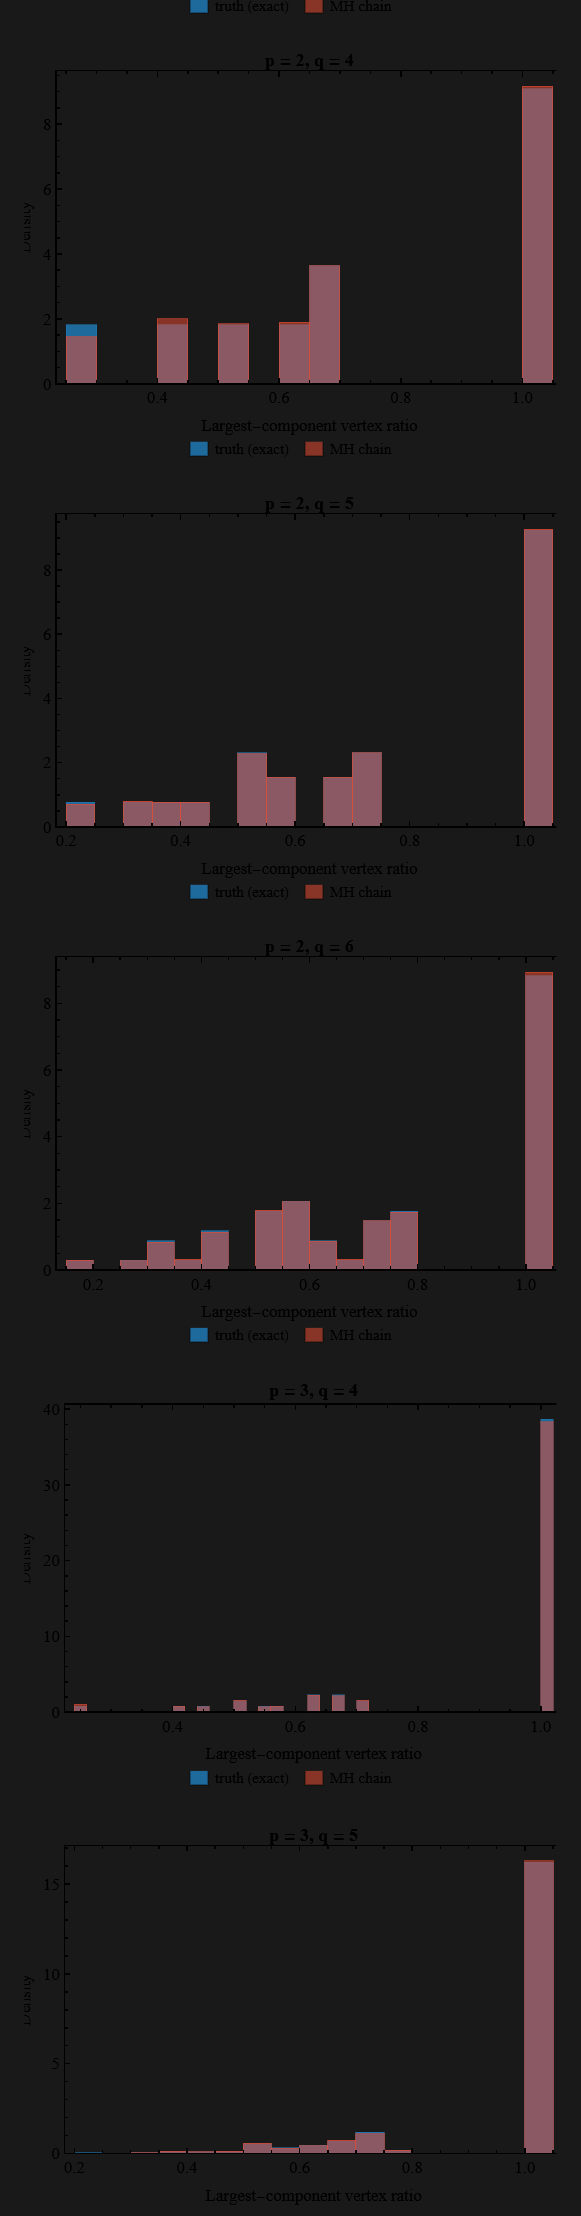 truth (exact) MH chain
p = 2, q = 4
8
6
4
2
0
Density
0.4 0.6 0.8 1.0
Largest−component vertex ratio
truth (exact) MH chain
p = 2, q = 5
8
6
4
2
0
Density
0.2 0.4 0.6 0.8 1.0
Largest−component vertex ratio
truth (exact) MH chain
p = 2, q = 6
8
6
4
2
0
Density
0.2 0.4 0.6 0.8 1.0
Largest−component vertex ratio
truth (exact) MH chain
p = 3, q = 4
40
30
20
10
0
Density
0.4 0.6 0.8 1.0
Largest−component vertex ratio
truth (exact) MH chain
p = 3, q = 5
15
10
5
0
Density
0.2 0.4 0.6 0.8 1.0
Largest−component vertex ratio